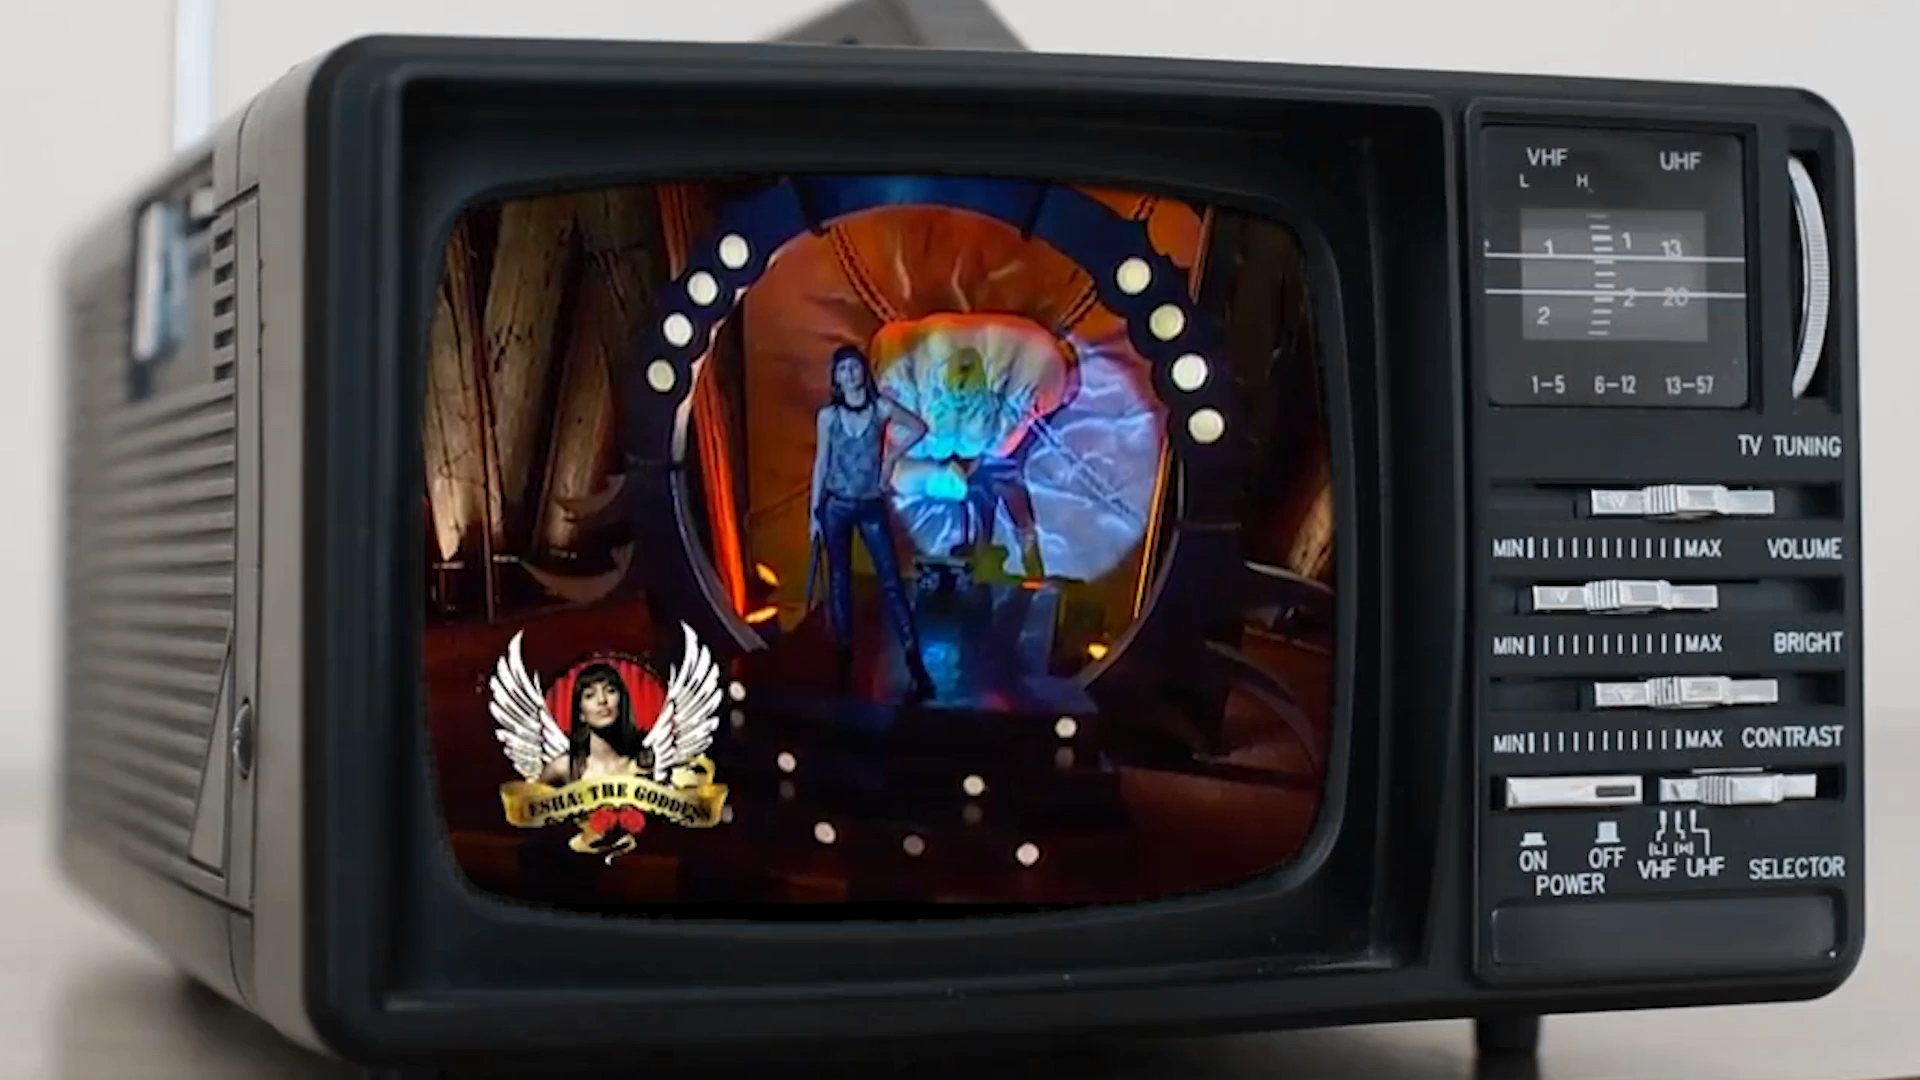 VHF UHF
L H
1 1 13
2 2 20
1-5 6-12 13-57
TV TUNING
MIN MAX VOLUME
MIN MAX BRIGHT
MIN MAX CONTRAST
ON OFF VHF UHF SELECTOR
POWER
ESHA: THE GODDESS